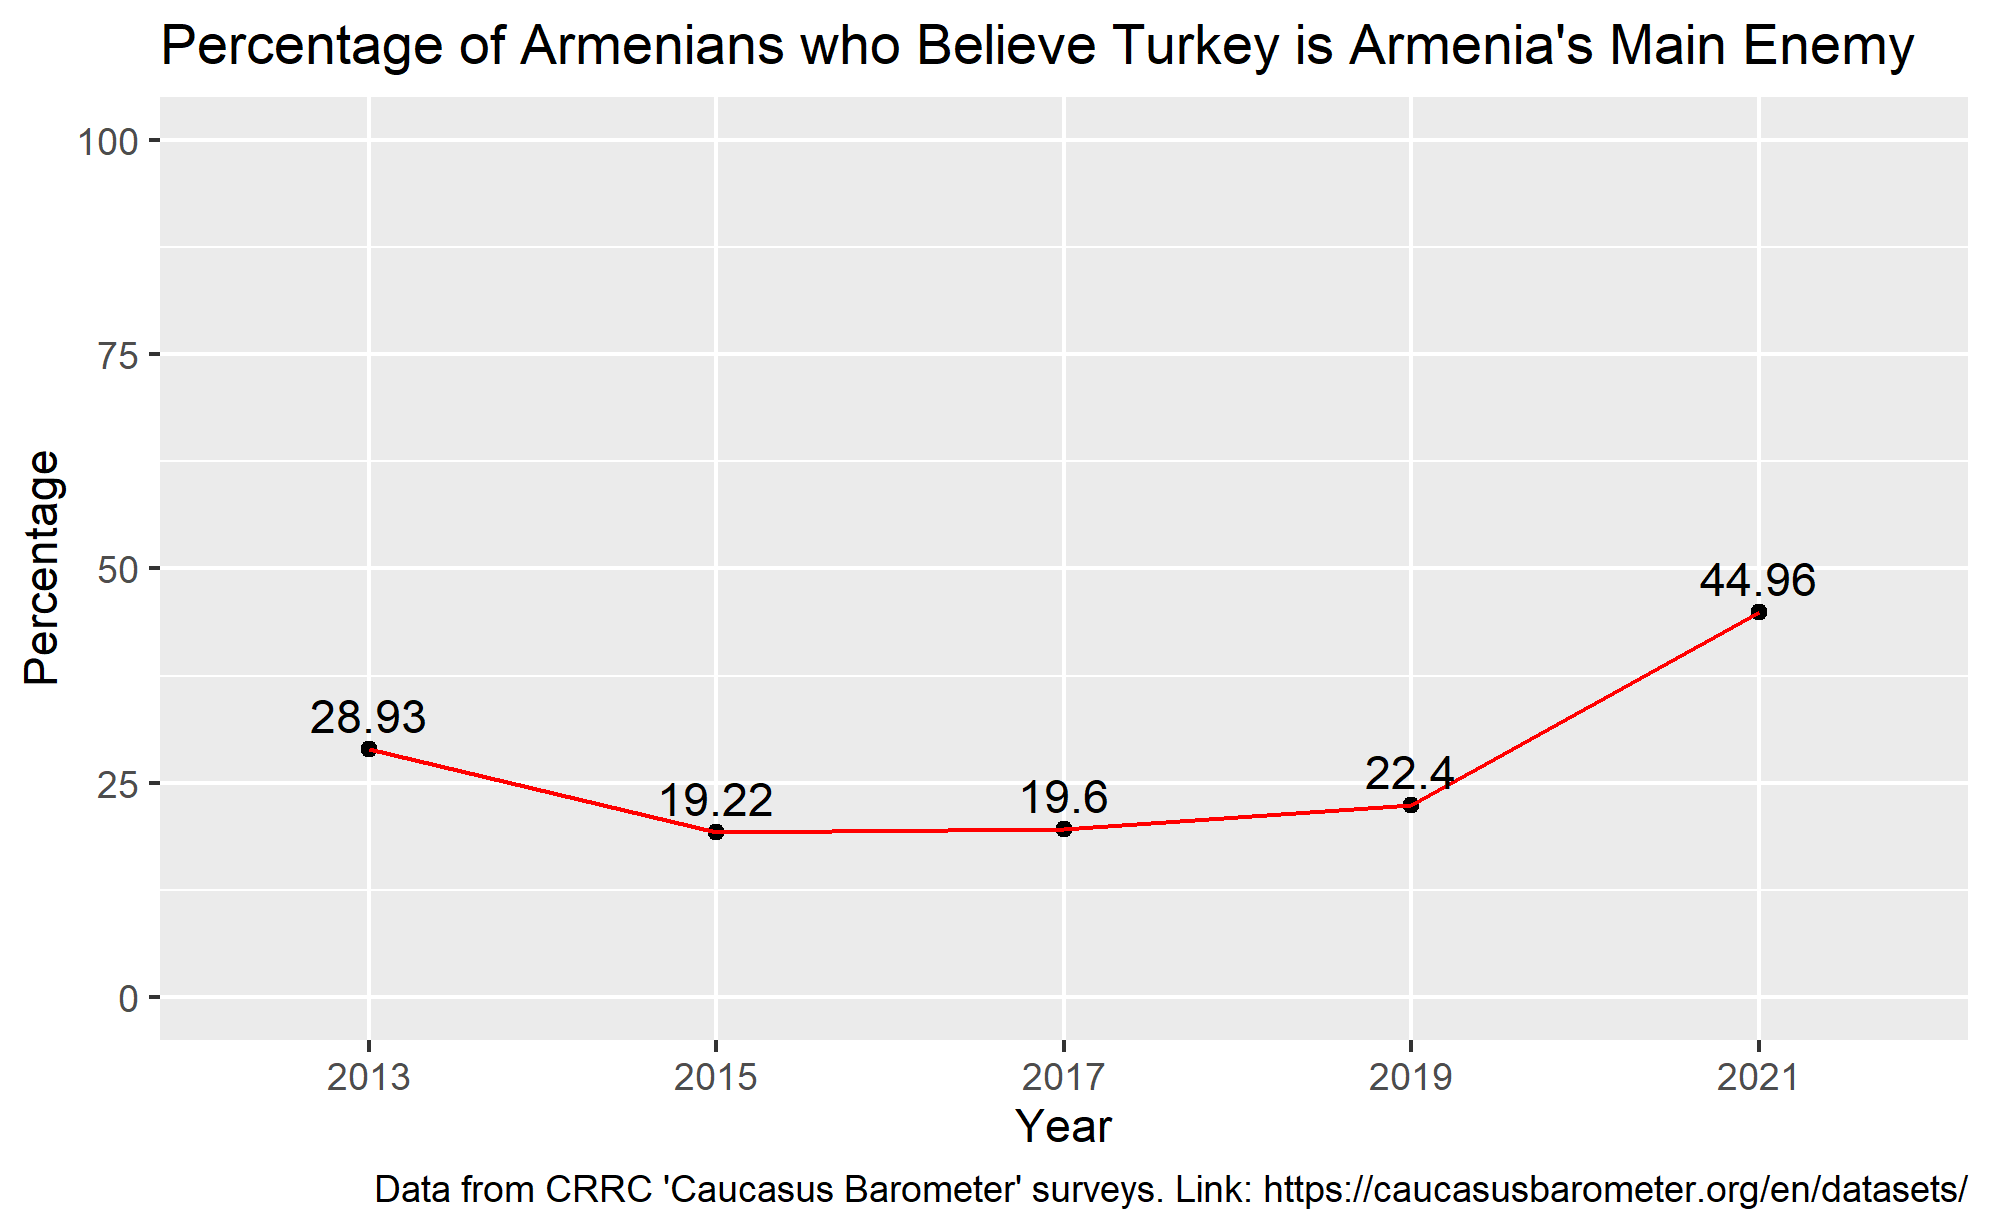 Percentage of Armenians who Believe Turkey is Armenia's Main Enemy
Percentage
100
75
50
25
0
28.93
19.22
19.6
22.4
44.96
2013 2015 2017 2019 2021
Year
Data from CRRC 'Caucasus Barometer' surveys. Link: https://caucasusbarometer.org/en/datasets/